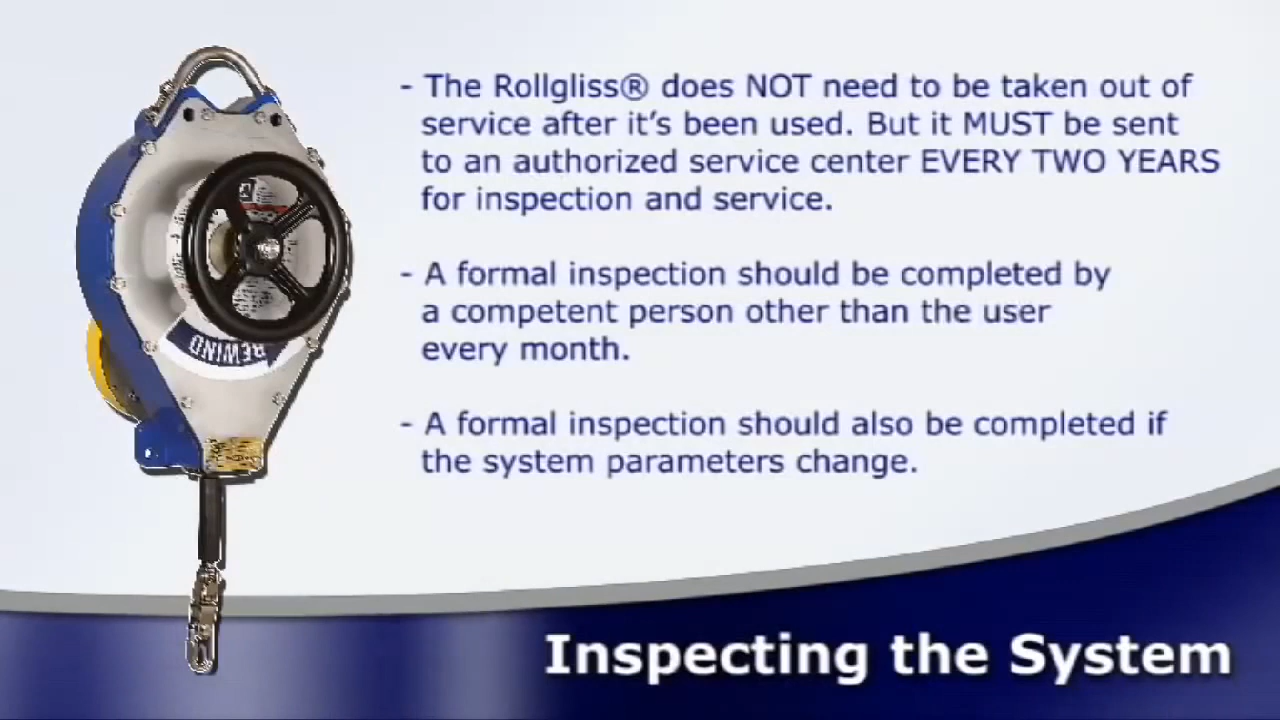 - The Rollgliss® does NOT need to be taken out of
service after it's been used. But it MUST be sent
to an authorized service center EVERY TWO YEARS
for inspection and service.
- A formal inspection should be completed by
a competent person other than the user
every month.
- A formal inspection should also be completed if
the system parameters change.
REWIND
Inspecting the System